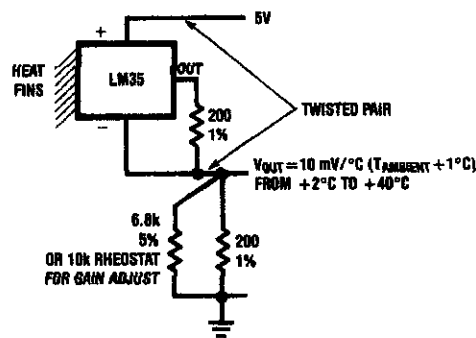 +
5V
HEAT
FINS
LM35
OUT
−
200
1%
TWISTED PAIR
VOUT = 10 mV/°C (TAMBIENT + 1°C)
FROM +2°C TO +40°C
6.8k
5%
OR 10k RHEOSTAT
FOR GAIN ADJUST
200
1%